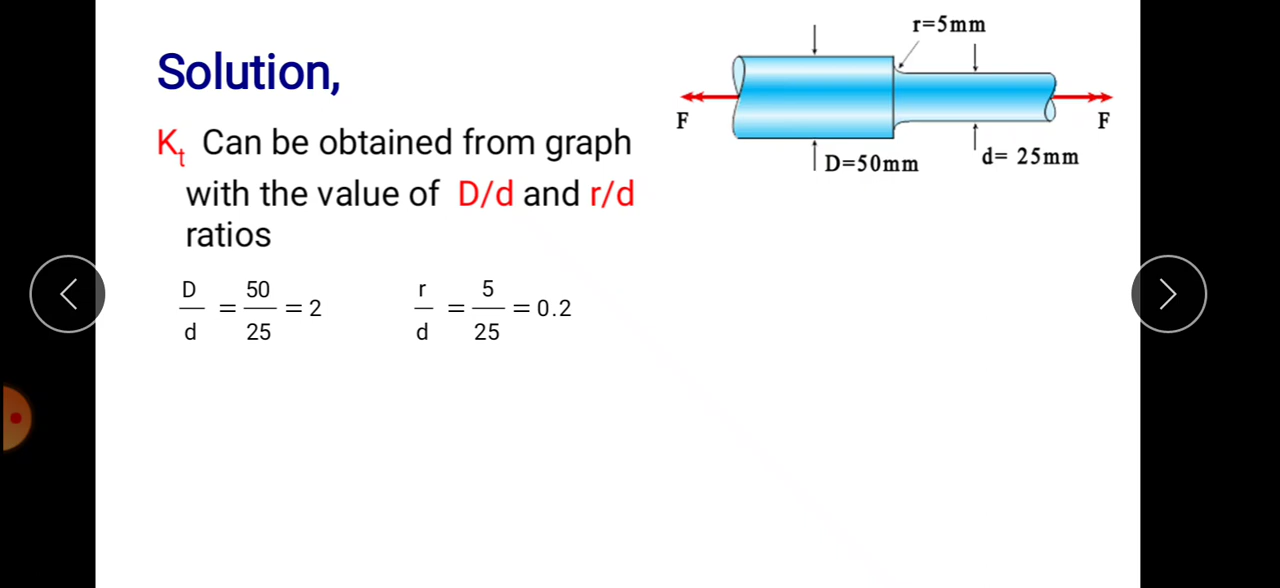 Solution,
Kt Can be obtained from graph
with the value of D/d and r/d
ratios
D/d = 50/25 = 2
r/d = 5/25 = 0.2
r=5mm
F
F
D=50mm
d= 25mm